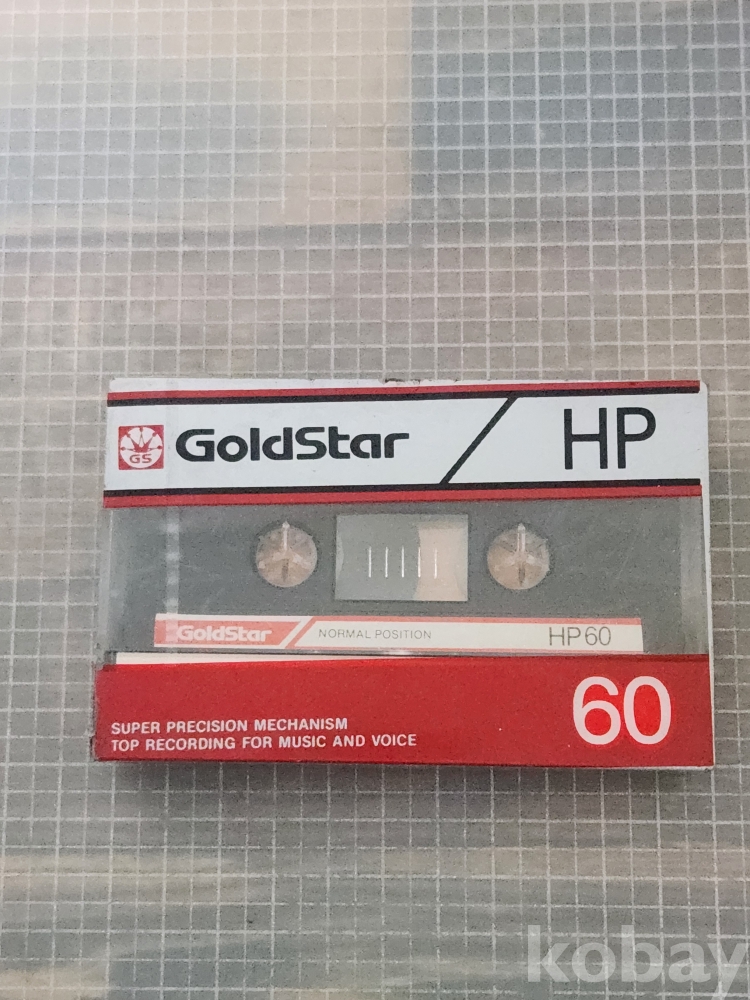 GS GoldStar HP
GoldStar NORMAL POSITION HP60
60
SUPER PRECISION MECHANISM
TOP RECORDING FOR MUSIC AND VOICE
kobay